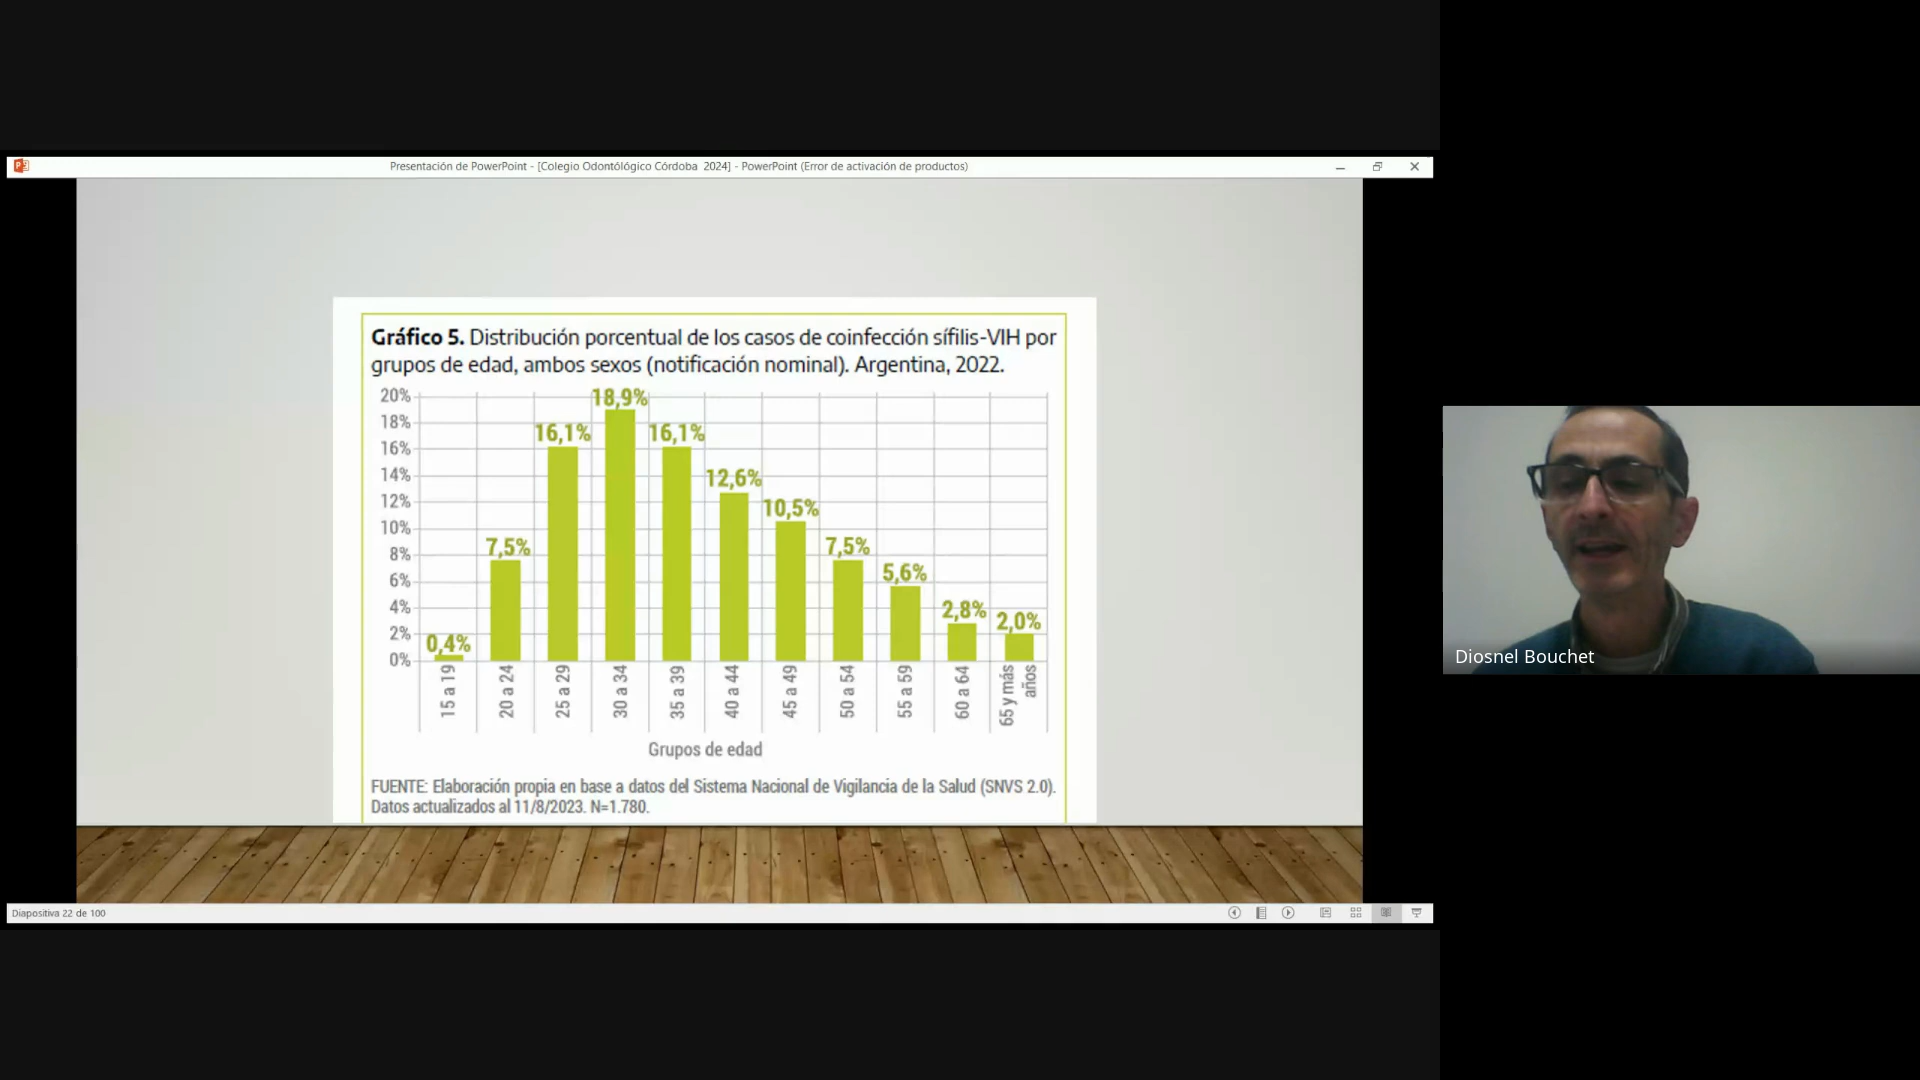 Presentación de PowerPoint - [Colegio Odontólógico Córdoba  2024] - PowerPoint (Error de activación de productos)
Gráfico 5. Distribución porcentual de los casos de coinfección sífilis-VIH por
grupos de edad, ambos sexos (notificación nominal). Argentina, 2022.
20%
18%
16%
14%
12%
10%
8%
6%
4%
2%
0%
0,4%
7,5%
16,1%
18,9%
16,1%
12,6%
10,5%
7,5%
5,6%
2,8%
2,0%
15 a 19
20 a 24
25 a 29
30 a 34
35 a 39
40 a 44
45 a 49
50 a 54
55 a 59
60 a 64
65 y más
años
Grupos de edad
FUENTE: Elaboración propia en base a datos del Sistema Nacional de Vigilancia de la Salud (SNVS 2.0).
Datos actualizados al 11/8/2023. N=1.780.
Diapositiva 22 de 100
Diosnel Bouchet